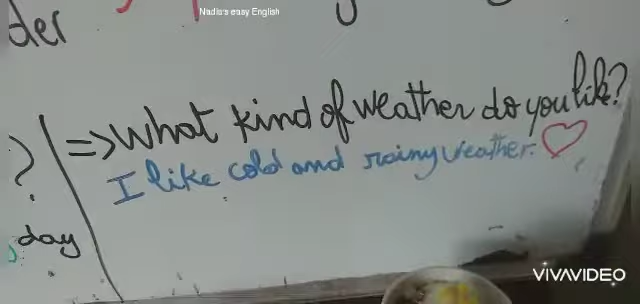 Nadia's easy English
der
=> What kind of weather do you like?
I like cold and rainy weather.
?
day
VIVAVIDEO